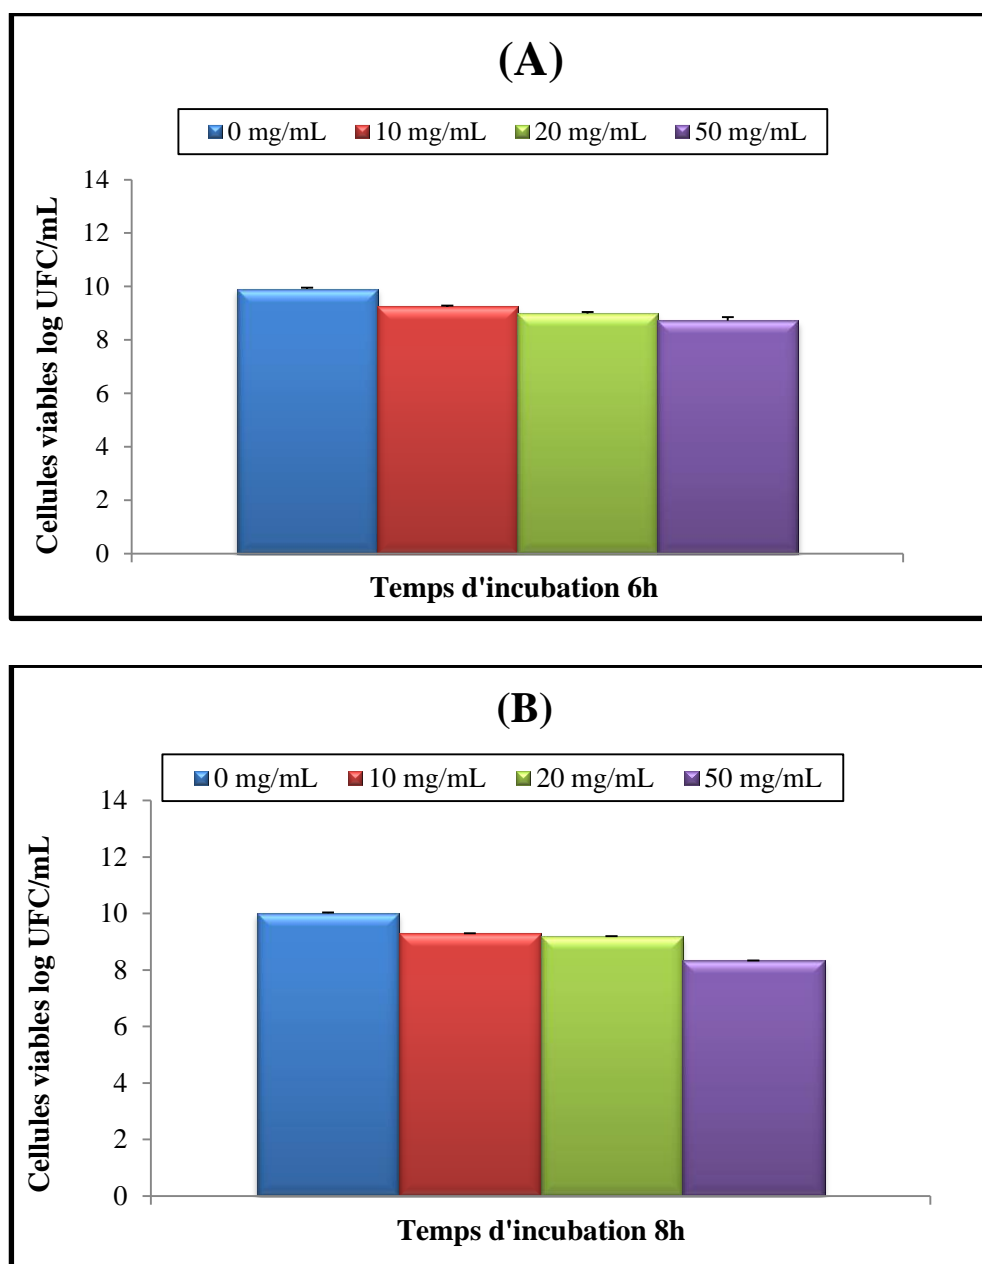 (A)
0 mg/mL 10 mg/mL 20 mg/mL 50 mg/mL
14
12
10
8
6
4
2
0
Cellules viables log UFC/mL
Temps d'incubation 6h
(B)
0 mg/mL 10 mg/mL 20 mg/mL 50 mg/mL
14
12
10
8
6
4
2
0
Cellules viables log UFC/mL
Temps d'incubation 8h